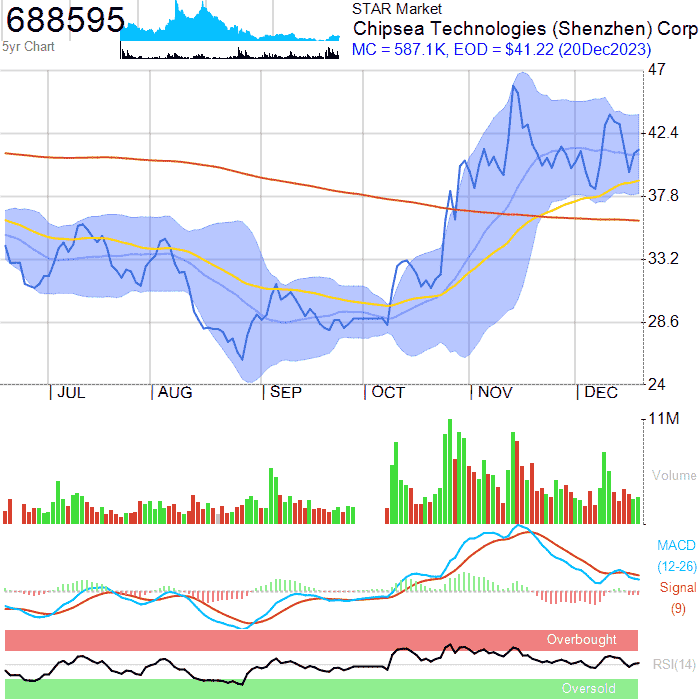 688595
5yr Chart
STAR Market
Chipsea Technologies (Shenzhen) Corp
MC = 587.1K, EOD = $41.22 (20Dec2023)
47
42.4
37.8
33.2
28.6
24
JUL
AUG
SEP
OCT
NOV
DEC
11M
Volume
MACD
(12-26)
Signal
(9)
Overbought
RSI(14)
Oversold